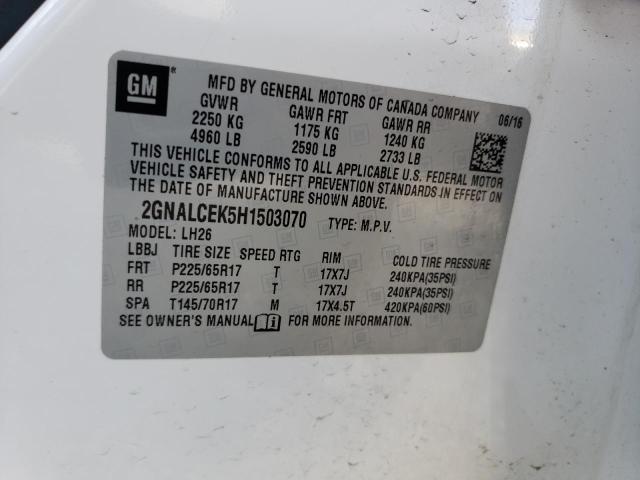 GM
MFD BY GENERAL MOTORS OF CANADA COMPANY 06/16
GVWR GAWR FRT GAWR RR
2250 KG 1175 KG 1240 KG
4960 LB 2590 LB 2733 LB
THIS VEHICLE CONFORMS TO ALL APPLICABLE U.S. FEDERAL MOTOR
VEHICLE SAFETY AND THEFT PREVENTION STANDARDS IN EFFECT ON
THE DATE OF MANUFACTURE SHOWN ABOVE.
2GNALCEK5H1503070 TYPE: M.P.V.
MODEL: LH26
LBBJ TIRE SIZE SPEED RTG RIM COLD TIRE PRESSURE
FRT P225/65R17 T 17X7J 240KPA(35PSI)
RR P225/65R17 T 17X7J 240KPA(35PSI)
SPA T145/70R17 M 17X4.5T 420KPA(60PSI)
SEE OWNER'S MANUAL FOR MORE INFORMATION.